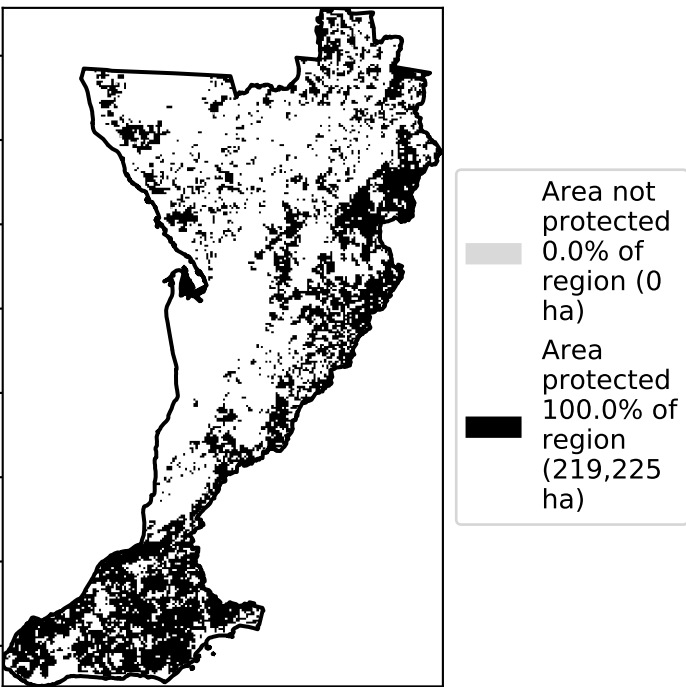 Area not
protected
0.0% of
region (0
ha)
Area
protected
100.0% of
region
(219,225
ha)